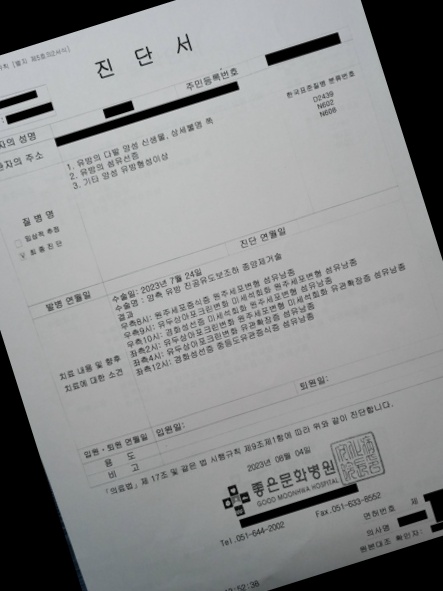 [별지 제5호의2서식]
진 단 서
주민등록번호
자의 성명
환자의 주소
한국표준질병 분류번호
1. 유방의 다발 양성 신생물, 상세불명 쪽
D2439
2. 유방의 섬유선증
N602
3. 기타 양성 유방형성이상
N608
질 병 명
임상적 추정
최 종 진 단
발병 연월일
진단 연월일
수술일: 2023년 7월 24일
수술명 : 양측 유방 진공유도보조하 종양제거술
결과
우측8시: 원주세포증식증 원주세포변형 섬유낭종
우측9시: 유두상아포크린변화 미세석회화 원주세포변형 섬유낭종
우측10시: 경화성선증 미세석회화 원주세포변형 섬유낭종
좌측2시: 유두상아포크린변화 원주세포변형 미세석회화 유관확장증 섬유낭종
좌측4시: 유두상아포크린변화 유관확장증 섬유낭종
좌측12시: 경화성선증 중등도유관증식증 섬유낭종
치료 내용 및 향후
치료에 대한 소견
입원ㆍ퇴원 연월일
입원일:
퇴원일:
용 도
비 고
「의료법」 제 17조 및 같은 법 시행규칙 제9조제1항에 따라 위와 같이 진단합니다.
2023년 08월 04일
좋은문화병원
GOOD MOONHWA HOSPITAL
Tel.051-644-2002
Fax.051-633-8552
면허번호 제
의사명
원본대조 확인자: